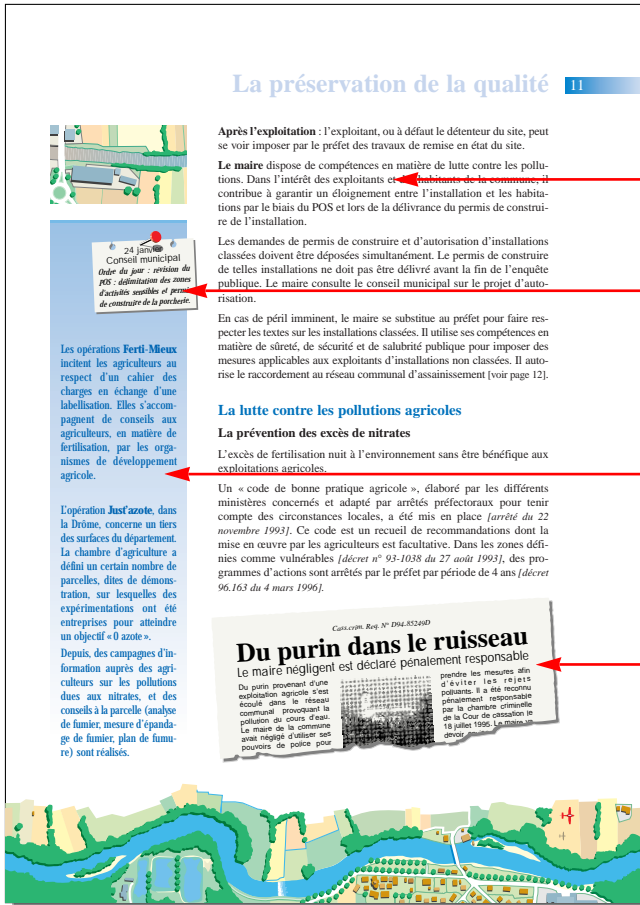 La préservation de la qualité 11
Après l'exploitation : l'exploitant, ou à défaut le détenteur du site, peut
se voir imposer par le préfet des travaux de remise en état du site.
Le maire dispose de compétences en matière de lutte contre les pollu-
tions. Dans l'intérêt des exploitants et des habitants de la commune, il
contribue à garantir un éloignement entre l'installation et les habita-
tions par le biais du POS et lors de la délivrance du permis de construi-
re de l'installation.
Les demandes de permis de construire et d'autorisation d'installations
classées doivent être déposées simultanément. Le permis de construire
de telles installations ne doit pas être délivré avant la fin de l'enquête
publique. Le maire consulte le conseil municipal sur le projet d'auto-
risation.
En cas de péril imminent, le maire se substitue au préfet pour faire res-
pecter les textes sur les installations classées. Il utilise ses compétences en
matière de sûreté, de sécurité et de salubrité publique pour imposer des
mesures applicables aux exploitants d'installations non classées. Il auto-
rise le raccordement au réseau communal d'assainissement [voir page 12].
La lutte contre les pollutions agricoles
La prévention des excès de nitrates
L'excès de fertilisation nuit à l'environnement sans être bénéfique aux
exploitations agricoles.
Un « code de bonne pratique agricole », élaboré par les différents
ministères concernés et adapté par arrêtés préfectoraux pour tenir
compte des circonstances locales, a été mis en place [arrêté du 22
novembre 1993]. Ce code est un recueil de recommandations dont la
mise en œuvre par les agriculteurs est facultative. Dans les zones défi-
nies comme vulnérables [décret n° 93-1038 du 27 août 1993], des pro-
grammes d'actions sont arrêtés par le préfet par période de 4 ans [décret
96.163 du 4 mars 1996].
24 janvier
Conseil municipal
Ordre du jour : révision du
POS : délimitation des zones
d'activités sensibles et permis
de construire de la porcherie.
Les opérations Ferti-Mieux
incitent les agriculteurs au
respect d'un cahier des
charges en échange d'une
labellisation. Elles s'accom-
pagnent de conseils aux
agriculteurs, en matière de
fertilisation, par les orga-
nismes de développement
agricole.
L'opération Just'azote, dans
la Drôme, concerne un tiers
des surfaces du département.
La chambre d'agriculture a
défini un certain nombre de
parcelles, dites de démons-
tration, sur lesquelles des
expérimentations ont été
entreprises pour atteindre
un objectif « 0 azote ».
Depuis, des campagnes d'in-
formation auprès des agri-
culteurs sur les pollutions
dues aux nitrates, et des
conseils à la parcelle (analyse
de fumier, mesure d'épanda-
ge de fumier, plan de fumu-
re) sont réalisés.
Cass.crim. Req. N° D94.85249D
Du purin dans le ruisseau
Le maire négligent est déclaré pénalement responsable
Du purin provenant d'une
exploitation agricole s'est
écoulé dans le réseau
communal provoquant la
pollution du cours d'eau.
Le maire de la commune
avait négligé d'utiliser ses
pouvoirs de police pour
prendre les mesures afin
d'éviter les rejets
polluants. Il a été reconnu
pénalement responsable
par la chambre criminelle
de la Cour de cassation le
18 juillet 1995. Le maire
devoir